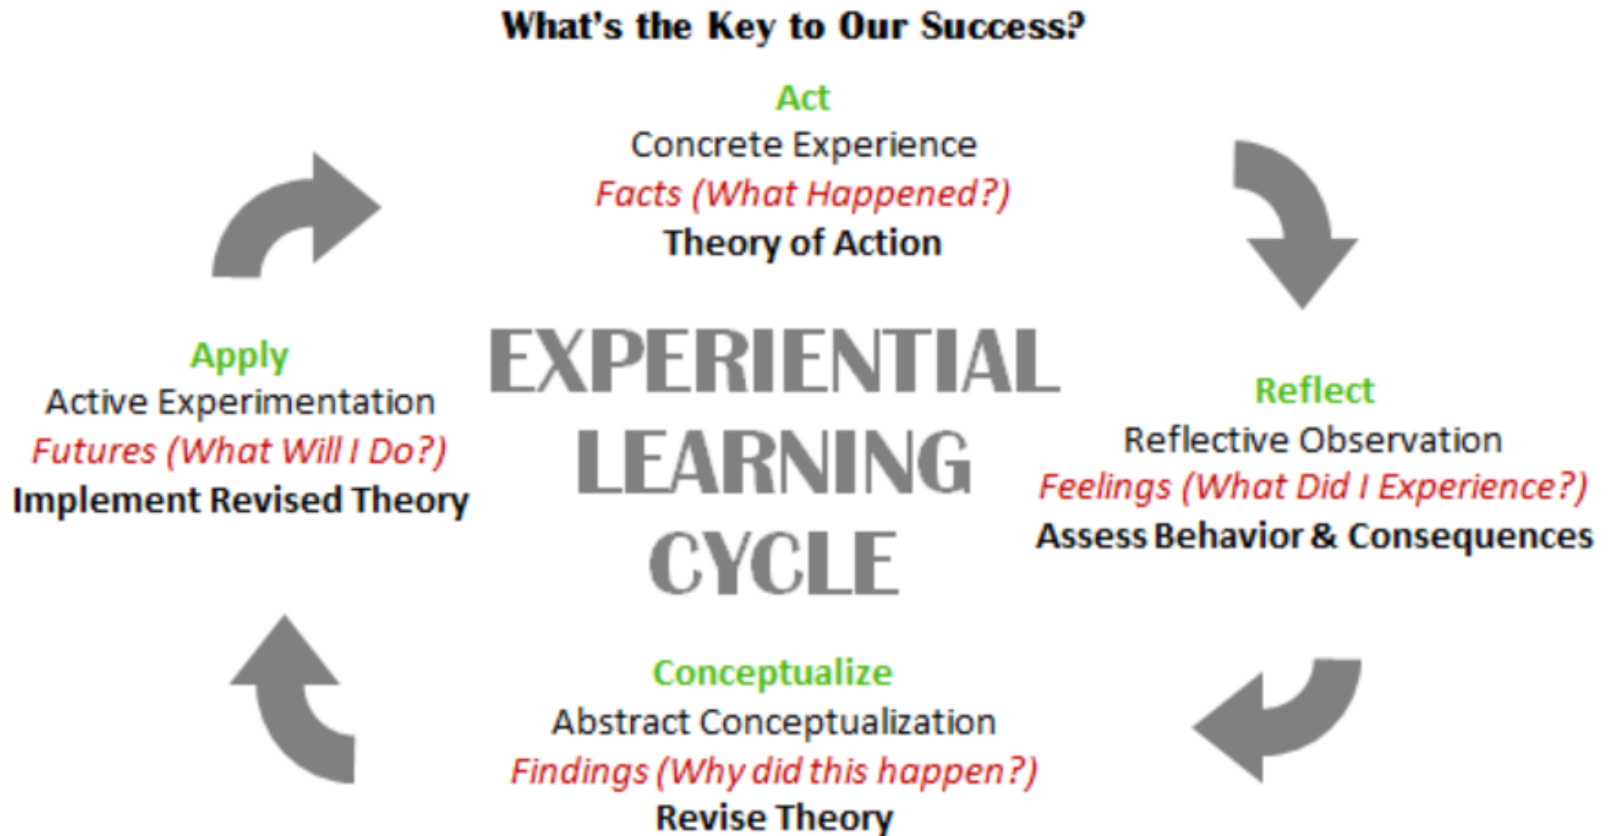 What's the Key to Our Success?
Act
Concrete Experience
Facts (What Happened?)
Theory of Action
EXPERIENTIAL
LEARNING
CYCLE
Reflect
Reflective Observation
Feelings (What Did I Experience?)
Assess Behavior & Consequences
Conceptualize
Abstract Conceptualization
Findings (Why did this happen?)
Revise Theory
Apply
Active Experimentation
Futures (What Will I Do?)
Implement Revised Theory